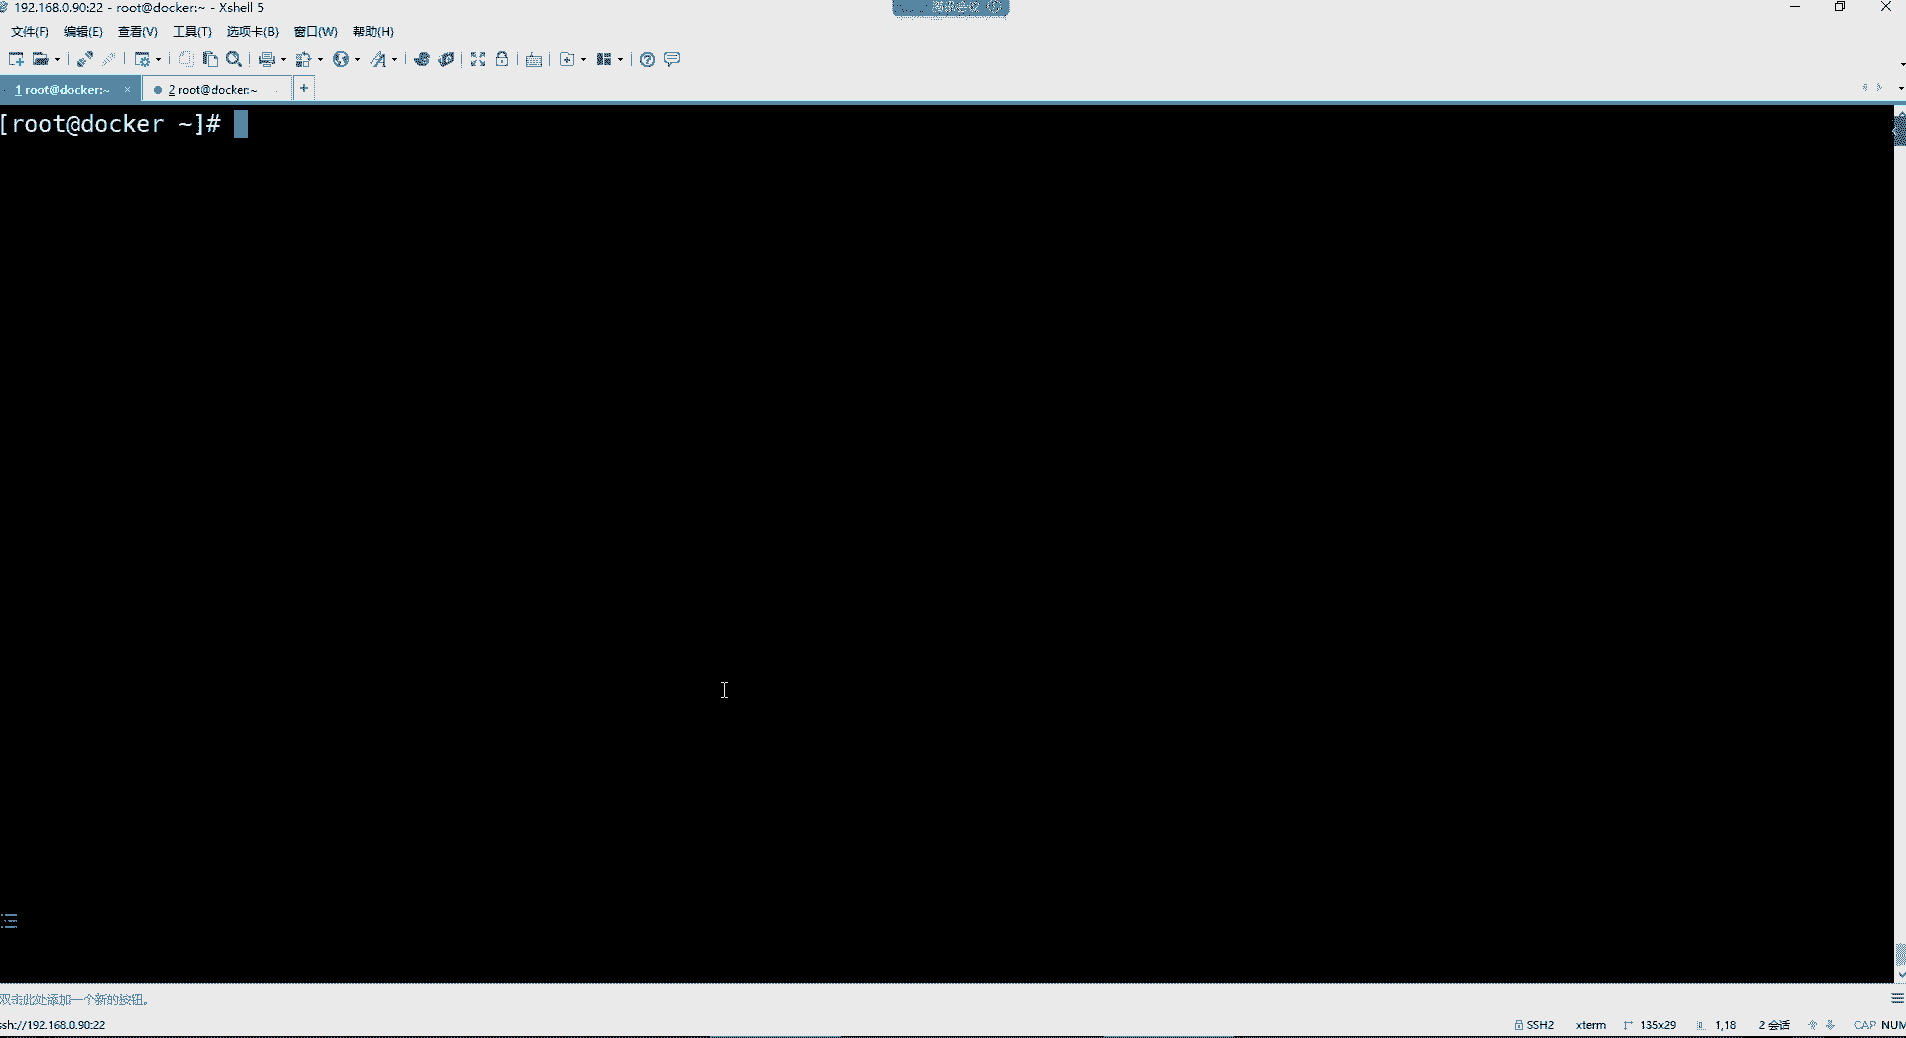 192.168.0.90:22 - root@docker:~ - Xshell 5
文件(F) 编辑(E) 查看(V) 工具(T) 选项卡(B) 窗口(W) 帮助(H)
1 root@docker:~ × 2 root@docker:~ +
[root@docker ~]#
双击此处添加一个新的按钮。
ssh://192.168.0.90:22 SSH2 xterm 135x29 1,18 2 会话 CAP NUM